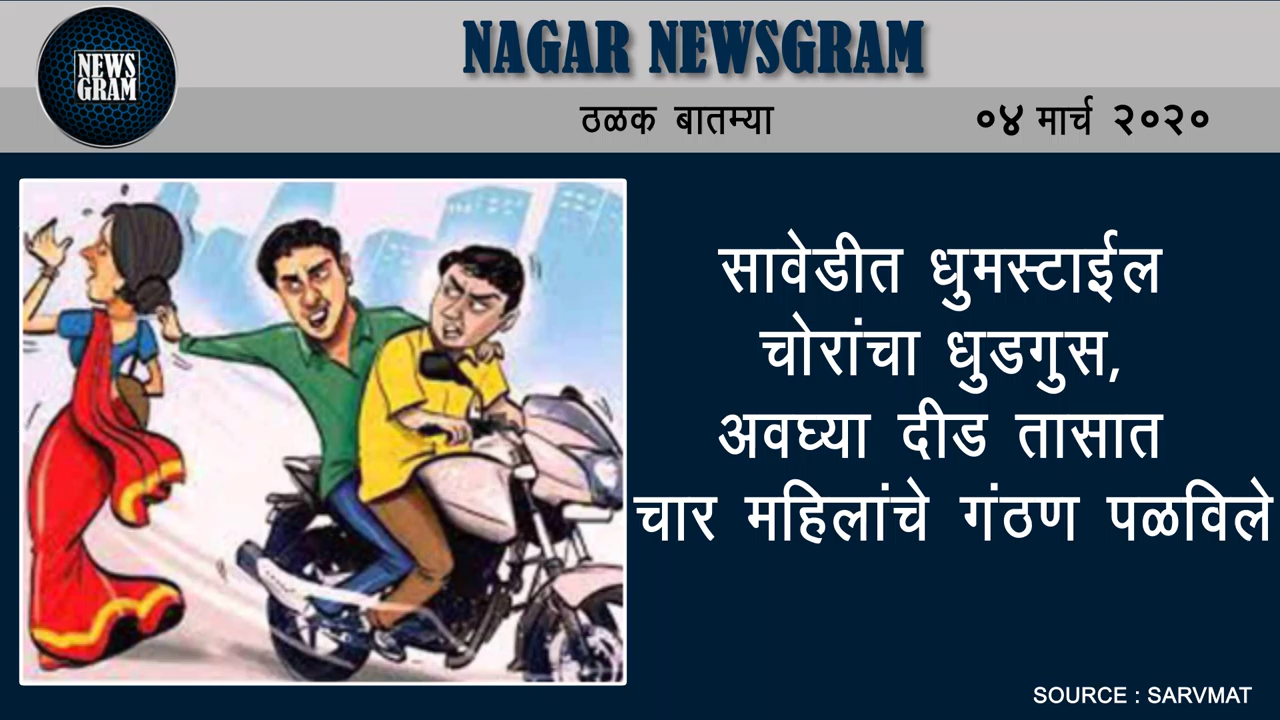 NEWS
GRAM
NAGAR NEWSGRAM
ठळक बातम्या
०४ मार्च २०२०
सावेडीत धुमस्टाईल
चोरांचा धुडगुस,
अवघ्या दीड तासात
चार महिलांचे गंठण पळविले
SOURCE : SARVMAT